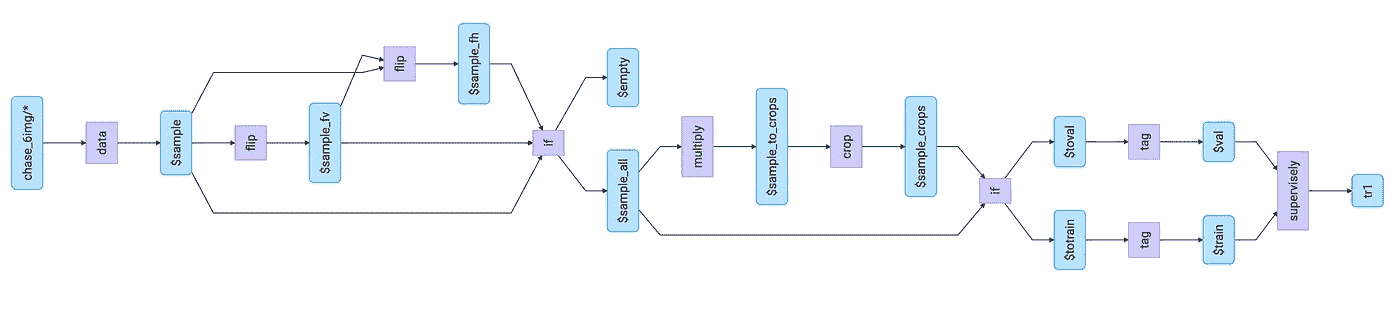 chase_6img/*
data
$sample
flip
$sample_fv
flip
$sample_fh
if
$empty
$sample_all
multiply
$sample_to_crops
crop
$sample_crops
if
$toval
tag
$val
$totrain
tag
$train
supervisely
tr1